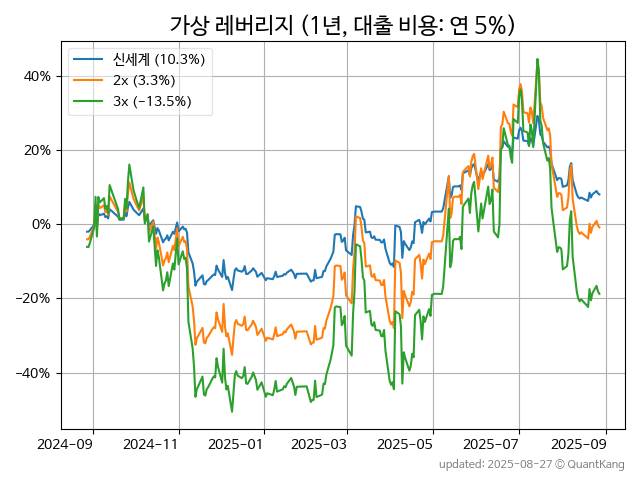 가상 레버리지 (1년, 대출 비용: 연 5%)
신세계 (10.3%)
2x (3.3%)
3x (−13.5%)
40%
20%
0%
−20%
−40%
2024-09 2024-11 2025-01 2025-03 2025-05 2025-07 2025-09
updated: 2025-08-27 © QuantKang